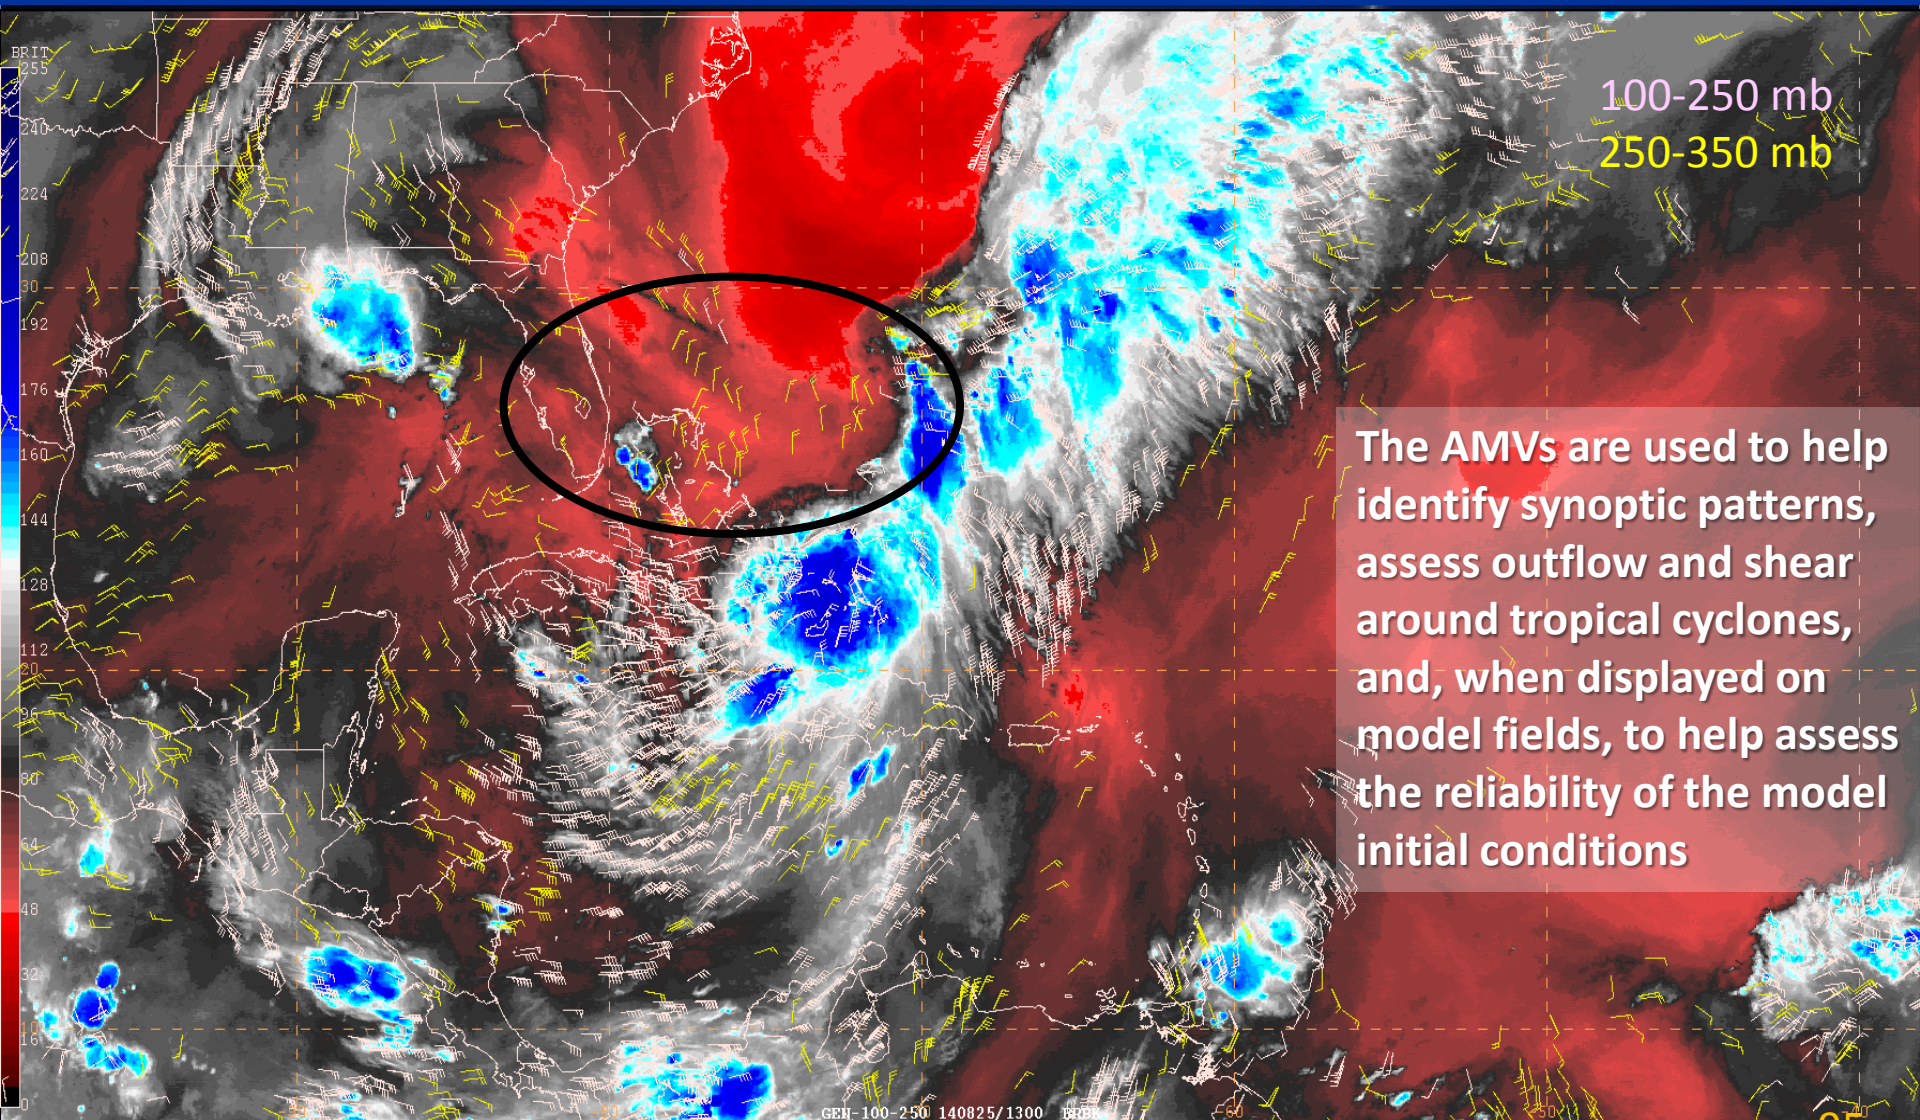 BRIT
255
240
224
208
192
176
160
144
128
112
96
80
64
48
32
16
0
30
20
10
100-250 mb
250-350 mb
The AMVs are used to help
identify synoptic patterns,
assess outflow and shear
around tropical cyclones,
and, when displayed on
model fields, to help assess
the reliability of the model
initial conditions
GEN-100-250 140825/1300
-60